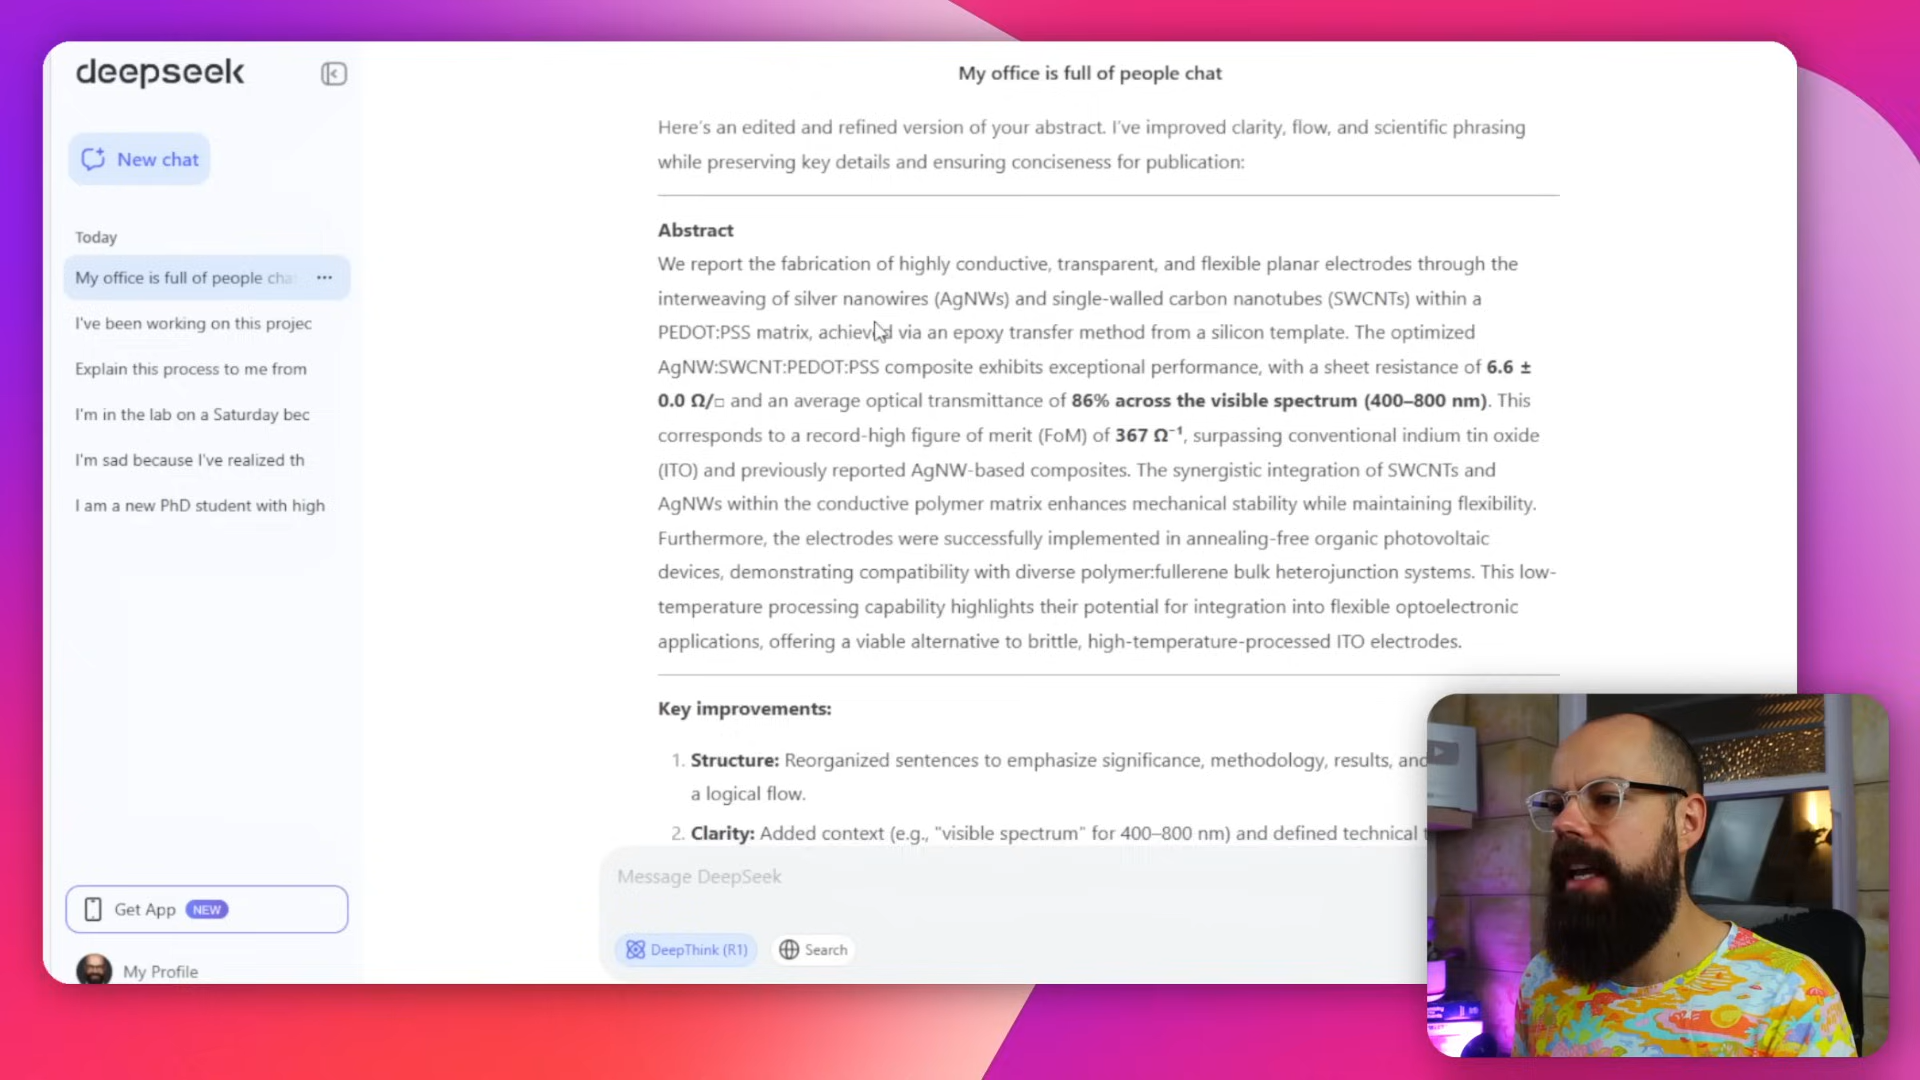 deepseek
New chat
Today
My office is full of people cha
I've been working on this projec
Explain this process to me from
I'm in the lab on a Saturday bec
I'm sad because I've realized th
I am a new PhD student with high
Get App NEW
My Profile
My office is full of people chat
Here's an edited and refined version of your abstract. I've improved clarity, flow, and scientific phrasing
while preserving key details and ensuring conciseness for publication:
Abstract
We report the fabrication of highly conductive, transparent, and flexible planar electrodes through the
interweaving of silver nanowires (AgNWs) and single-walled carbon nanotubes (SWCNTs) within a
PEDOT:PSS matrix, achieved via an epoxy transfer method from a silicon template. The optimized
AgNW:SWCNT:PEDOT:PSS composite exhibits exceptional performance, with a sheet resistance of 6.6 ±
0.0 Ω/□ and an average optical transmittance of 86% across the visible spectrum (400–800 nm). This
corresponds to a record-high figure of merit (FoM) of 367 Ω⁻¹, surpassing conventional indium tin oxide
(ITO) and previously reported AgNW-based composites. The synergistic integration of SWCNTs and
AgNWs within the conductive polymer matrix enhances mechanical stability while maintaining flexibility.
Furthermore, the electrodes were successfully implemented in annealing-free organic photovoltaic
devices, demonstrating compatibility with diverse polymer:fullerene bulk heterojunction systems. This low-
temperature processing capability highlights their potential for integration into flexible optoelectronic
applications, offering a viable alternative to brittle, high-temperature-processed ITO electrodes.
Key improvements:
1. Structure: Reorganized sentences to emphasize significance, methodology, results, and
a logical flow.
2. Clarity: Added context (e.g., "visible spectrum" for 400–800 nm) and defined technical
Message DeepSeek
DeepThink (R1) Search